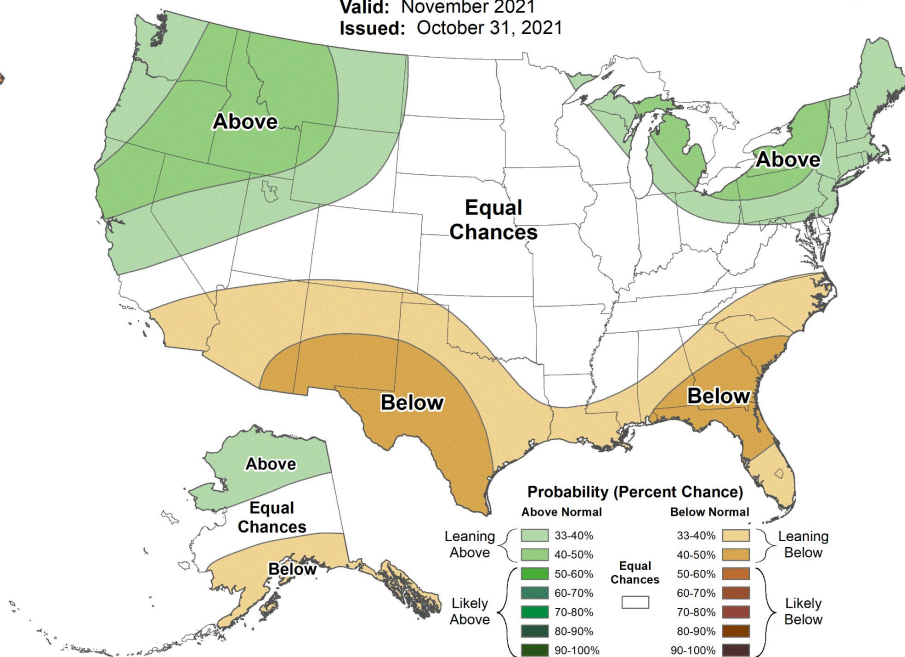 Valid: November 2021
Issued: October 31, 2021
Above
Above
Equal
Chances
Below
Below
Above
Equal
Chances
Below
Probability (Percent Chance)
Above Normal
Below Normal
Leaning
Above
33-40%
40-50%
Likely
Above
50-60%
60-70%
70-80%
80-90%
90-100%
Equal
Chances
33-40%
40-50%
Leaning
Below
50-60%
60-70%
70-80%
80-90%
90-100%
Likely
Below